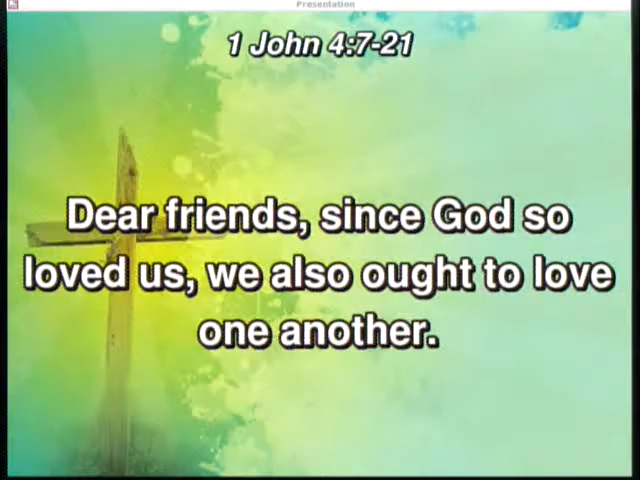 Presentation
1 John 4:7-21
Dear friends, since God so
loved us, we also ought to love
one another.